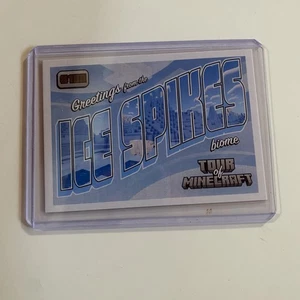 Greetings from the
ICE SPIKES
biome
TOUR
of
MINECRAFT